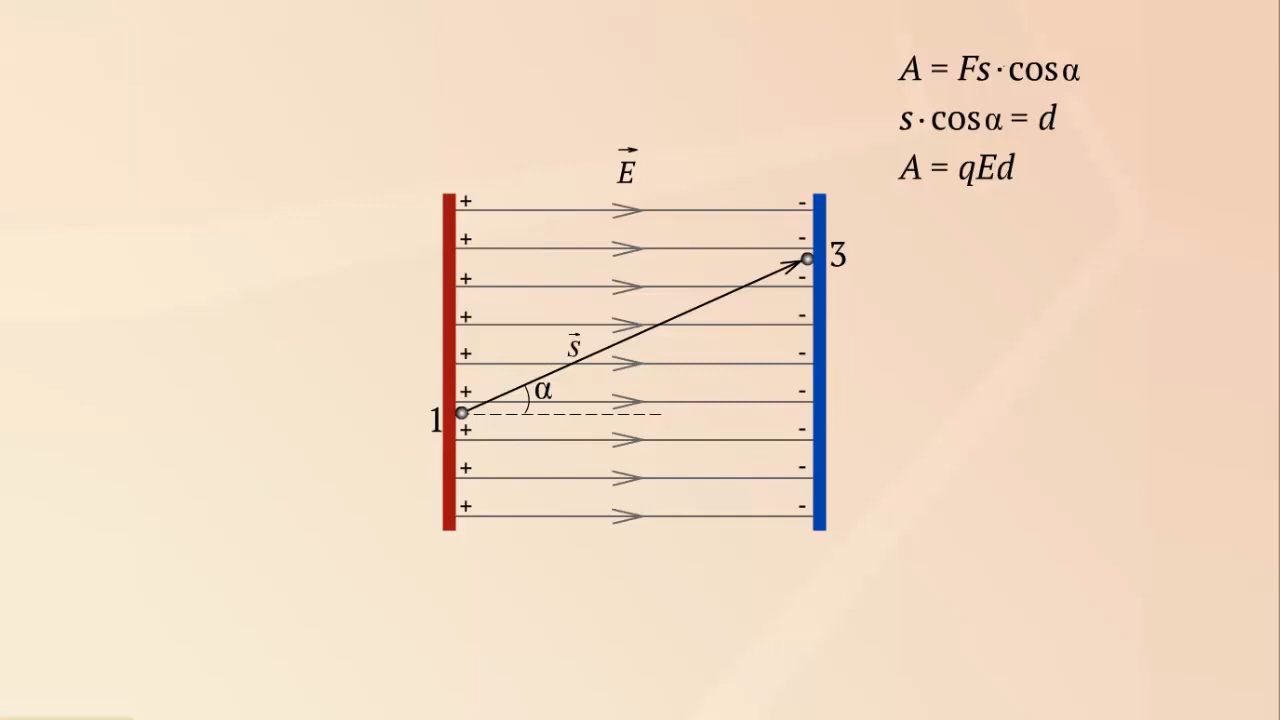 A = Fs · cos α
s · cos α = d
A = qEd
E
+ -
+ -
3
+ -
+ -
s
+ -
+ -
α
1
+ -
+ -
+ -